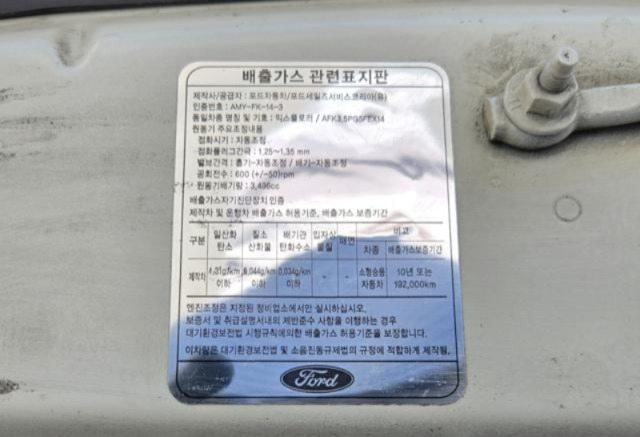 배출가스 관련표지판
제작사/공급자: 포드자동차/포드세일즈서비스코리아(유)
인증번호: AMY-FK-14-3
동일차종 명칭 및 기호: 익스플로러 / AFK3.5PGSFEX14
원동기 주요조정내용
점화시기: 자동조정
점화플러그간극: 1.25~1.35 mm
밸브간격: 흡기-자동조정 / 배기-자동조정
공회전수: 600 (+/-50)rpm
원동기배기량: 3,496cc
배출가스자기진단장치인증
제작차 및 운행차 배출가스 허용기준, 배출가스 보증기간
구분 일산화탄소 질소산화물 배기관탄화수소 입자상물질 매연 비고
차종 배출가스보증기간
제작차 1.31g/km이하 0.044g/km이하 0.034g/km이하 - - 소형승용자동차 10년 또는 192,000km
엔진조정은 지정된 정비업소에서만 실시하십시오.
보증서 및 취급설명서내의 제반준수 사항을 이행하는 경우
대기환경보전법 시행규칙에의한 배출가스 허용기준을 보장합니다.
이차량은 대기환경보전법 및 소음진동규제법의 규정에 적합하게 제작됨.
Ford